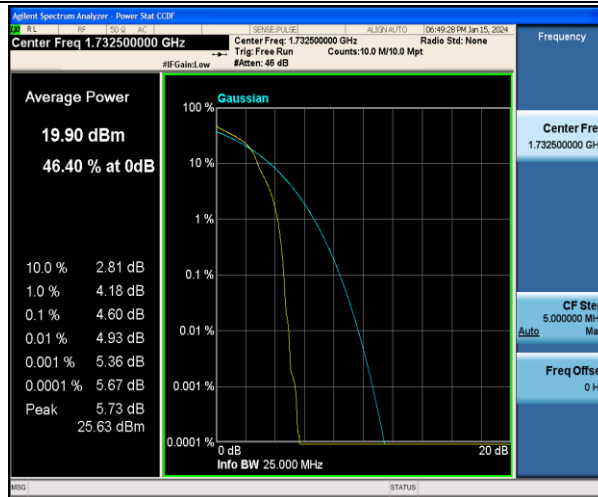 Agilent Spectrum Analyzer - Power Stat CCDF
RL RF 50 Ω AC SENSE:PULSE ALIGN AUTO 06:49:28 PM Jan 15, 2024
Center Freq 1.732500000 GHz
Center Freq: 1.732500000 GHz Radio Std: None
Trig: Free Run Counts:10.0 M/10.0 Mpt
#IFGain:Low #Atten: 46 dB
Frequency
Average Power
19.90 dBm
46.40 % at 0dB
10.0 % 2.81 dB
1.0 % 4.18 dB
0.1 % 4.60 dB
0.01 % 4.93 dB
0.001 % 5.36 dB
0.0001 % 5.67 dB
Peak 5.73 dB
25.63 dBm
Gaussian
100 %
10 %
1 %
0.1 %
0.01 %
0.001 %
0.0001 %
0 dB 20 dB
Info BW 25.000 MHz
Center Fre
1.732500000 GH
CF Ste
5.000000 MH
Auto Ma
Freq Offse
0 H
MSG STATUS